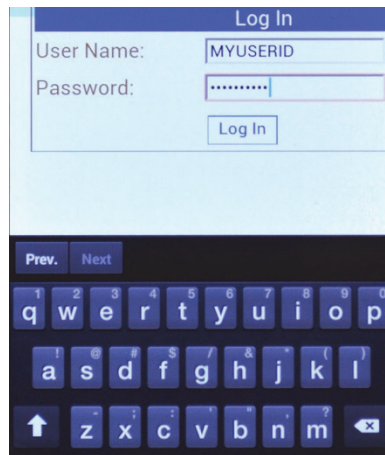 Log In
User Name: MYUSERID
Password: ••••••••••
Log In
Prev. Next
1 2 3 4 5 6 7 8 9 0
q w e r t y u i o p
! @ # $ / & * ( )
a s d f g h j k l
- ; : ' " , ?
z x c v b n m